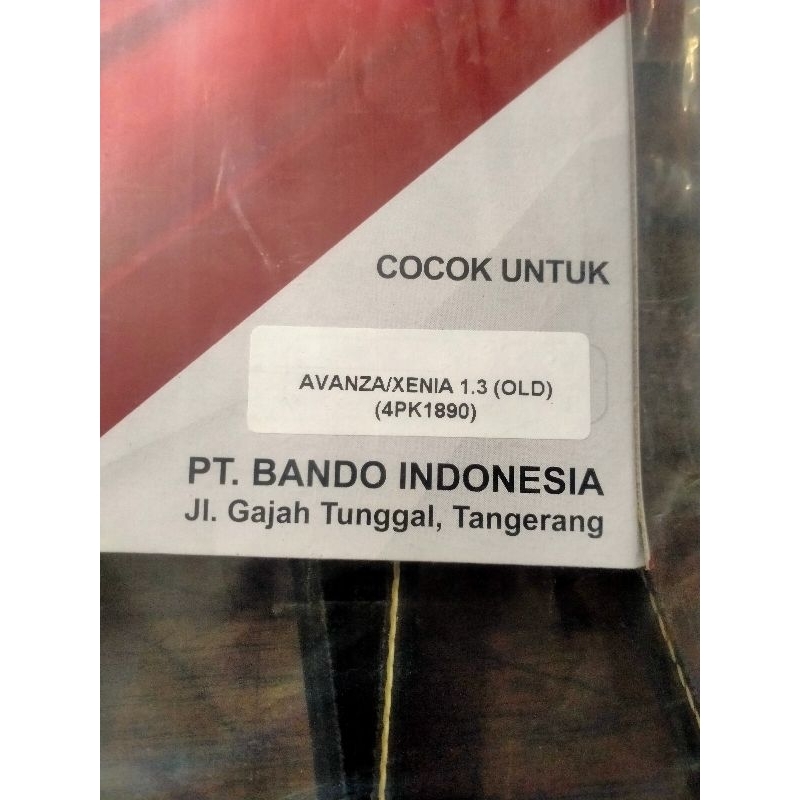 COCOK UNTUK
AVANZA/XENIA 1.3 (OLD)
(4PK1890)
PT. BANDO INDONESIA
Jl. Gajah Tunggal, Tangerang